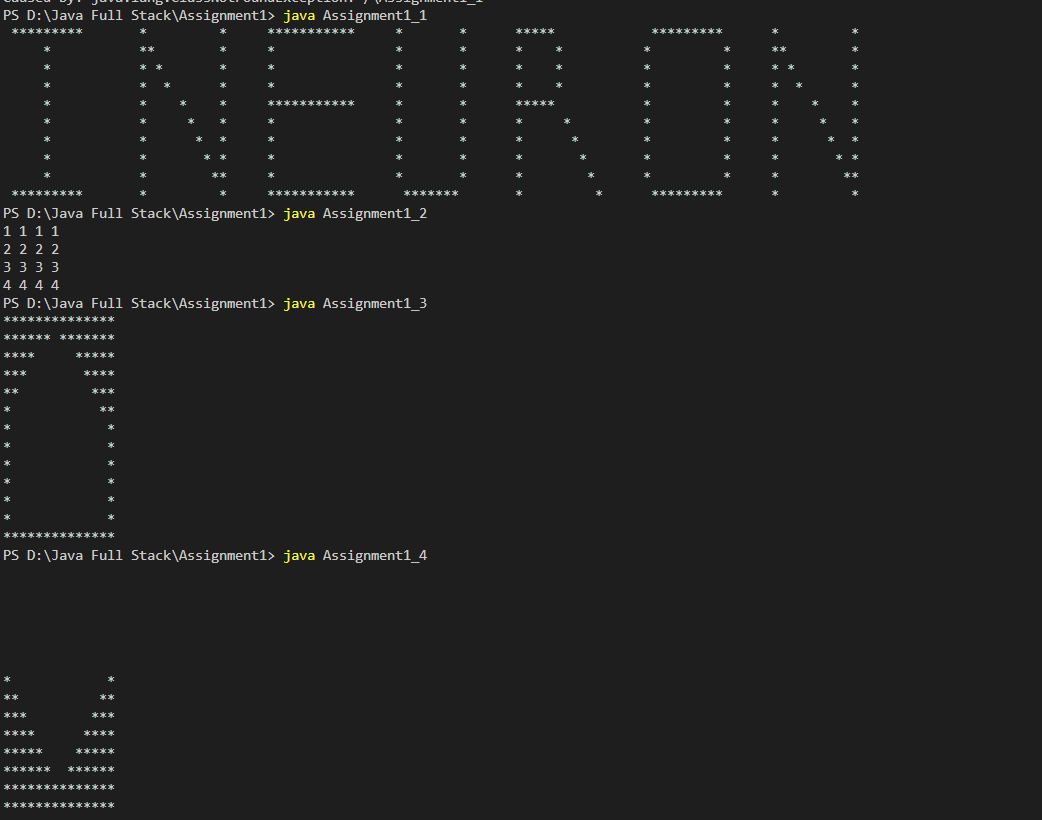 Caused by: java.lang.ClassNotFoundException: /\Assignment1_1
PS D:\Java Full Stack\Assignment1> java Assignment1_1
 *********       *         *     ***********     *       *      *****            *********      *         *
     *           **        *     *               *       *      *    *          *         *     **        *
     *           * *       *     *               *       *      *    *          *         *     * *       *
     *           *  *      *     *               *       *      *    *          *         *     *  *      *
     *           *    *    *     ***********     *       *      *****           *         *     *    *    *
     *           *     *   *     *               *       *      *     *         *         *     *     *   *
     *           *      *  *     *               *       *      *      *        *         *     *      *  *
     *           *       * *     *               *       *      *       *       *         *     *       * *
     *           *        **     *               *       *      *        *      *         *     *        **
 *********       *         *     ***********      *******       *         *      *********      *         *
PS D:\Java Full Stack\Assignment1> java Assignment1_2
1 1 1 1
2 2 2 2
3 3 3 3
4 4 4 4
PS D:\Java Full Stack\Assignment1> java Assignment1_3
**************
****** *******
****     *****
***       ****
**         ***
*           **
*            *
*            *
*            *
*            *
*            *
*            *
**************
PS D:\Java Full Stack\Assignment1> java Assignment1_4
*            *
**          **
***        ***
****      ****
*****    *****
******  ******
**************
**************